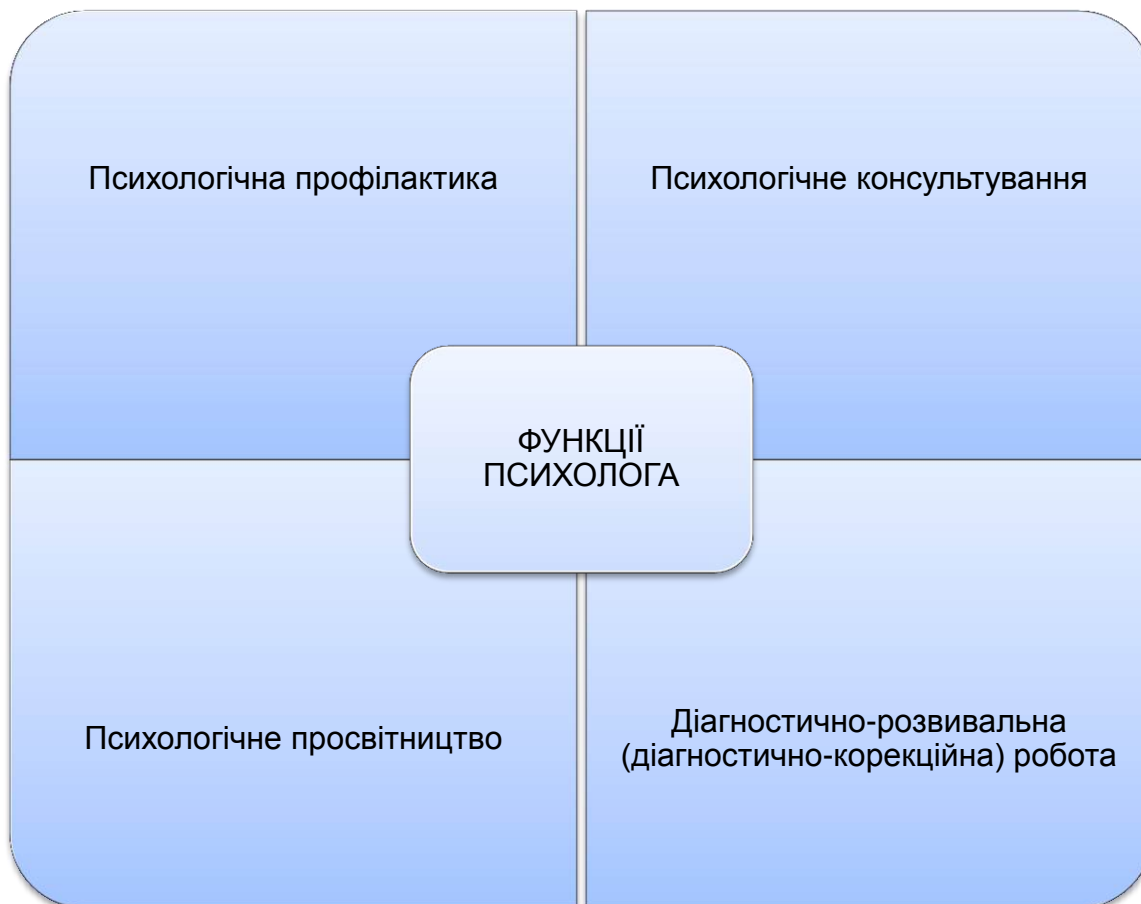 Психологічна профілактика
Психологічне консультування
ФУНКЦІЇ
ПСИХОЛОГА
Психологічне просвітництво
Діагностично-розвивальна
(діагностично-корекційна) робота